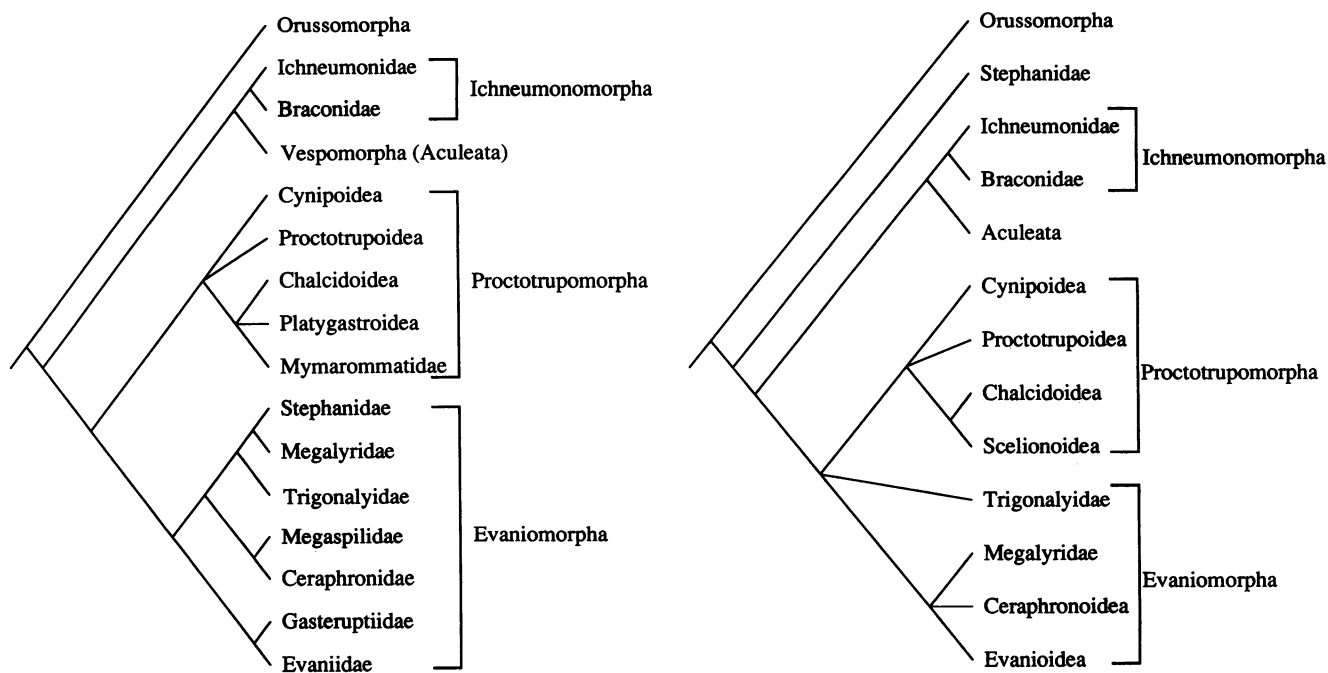 Orussomorpha
Ichneumonidae
Braconidae
Ichneumonomorpha
Vespomorpha (Aculeata)
Cynipoidea
Proctotrupoidea
Chalcidoidea
Platygastroidea
Mymarommatidae
Proctotrupomorpha
Stephanidae
Megalyridae
Trigonalyidae
Megaspilidae
Ceraphronidae
Gasteruptiidae
Evaniidae
Evaniomorpha
Orussomorpha
Stephanidae
Ichneumonidae
Braconidae
Ichneumonomorpha
Aculeata
Cynipoidea
Proctotrupoidea
Chalcidoidea
Scelionoidea
Proctotrupomorpha
Trigonalyidae
Megalyridae
Ceraphronoidea
Evanioidea
Evaniomorpha